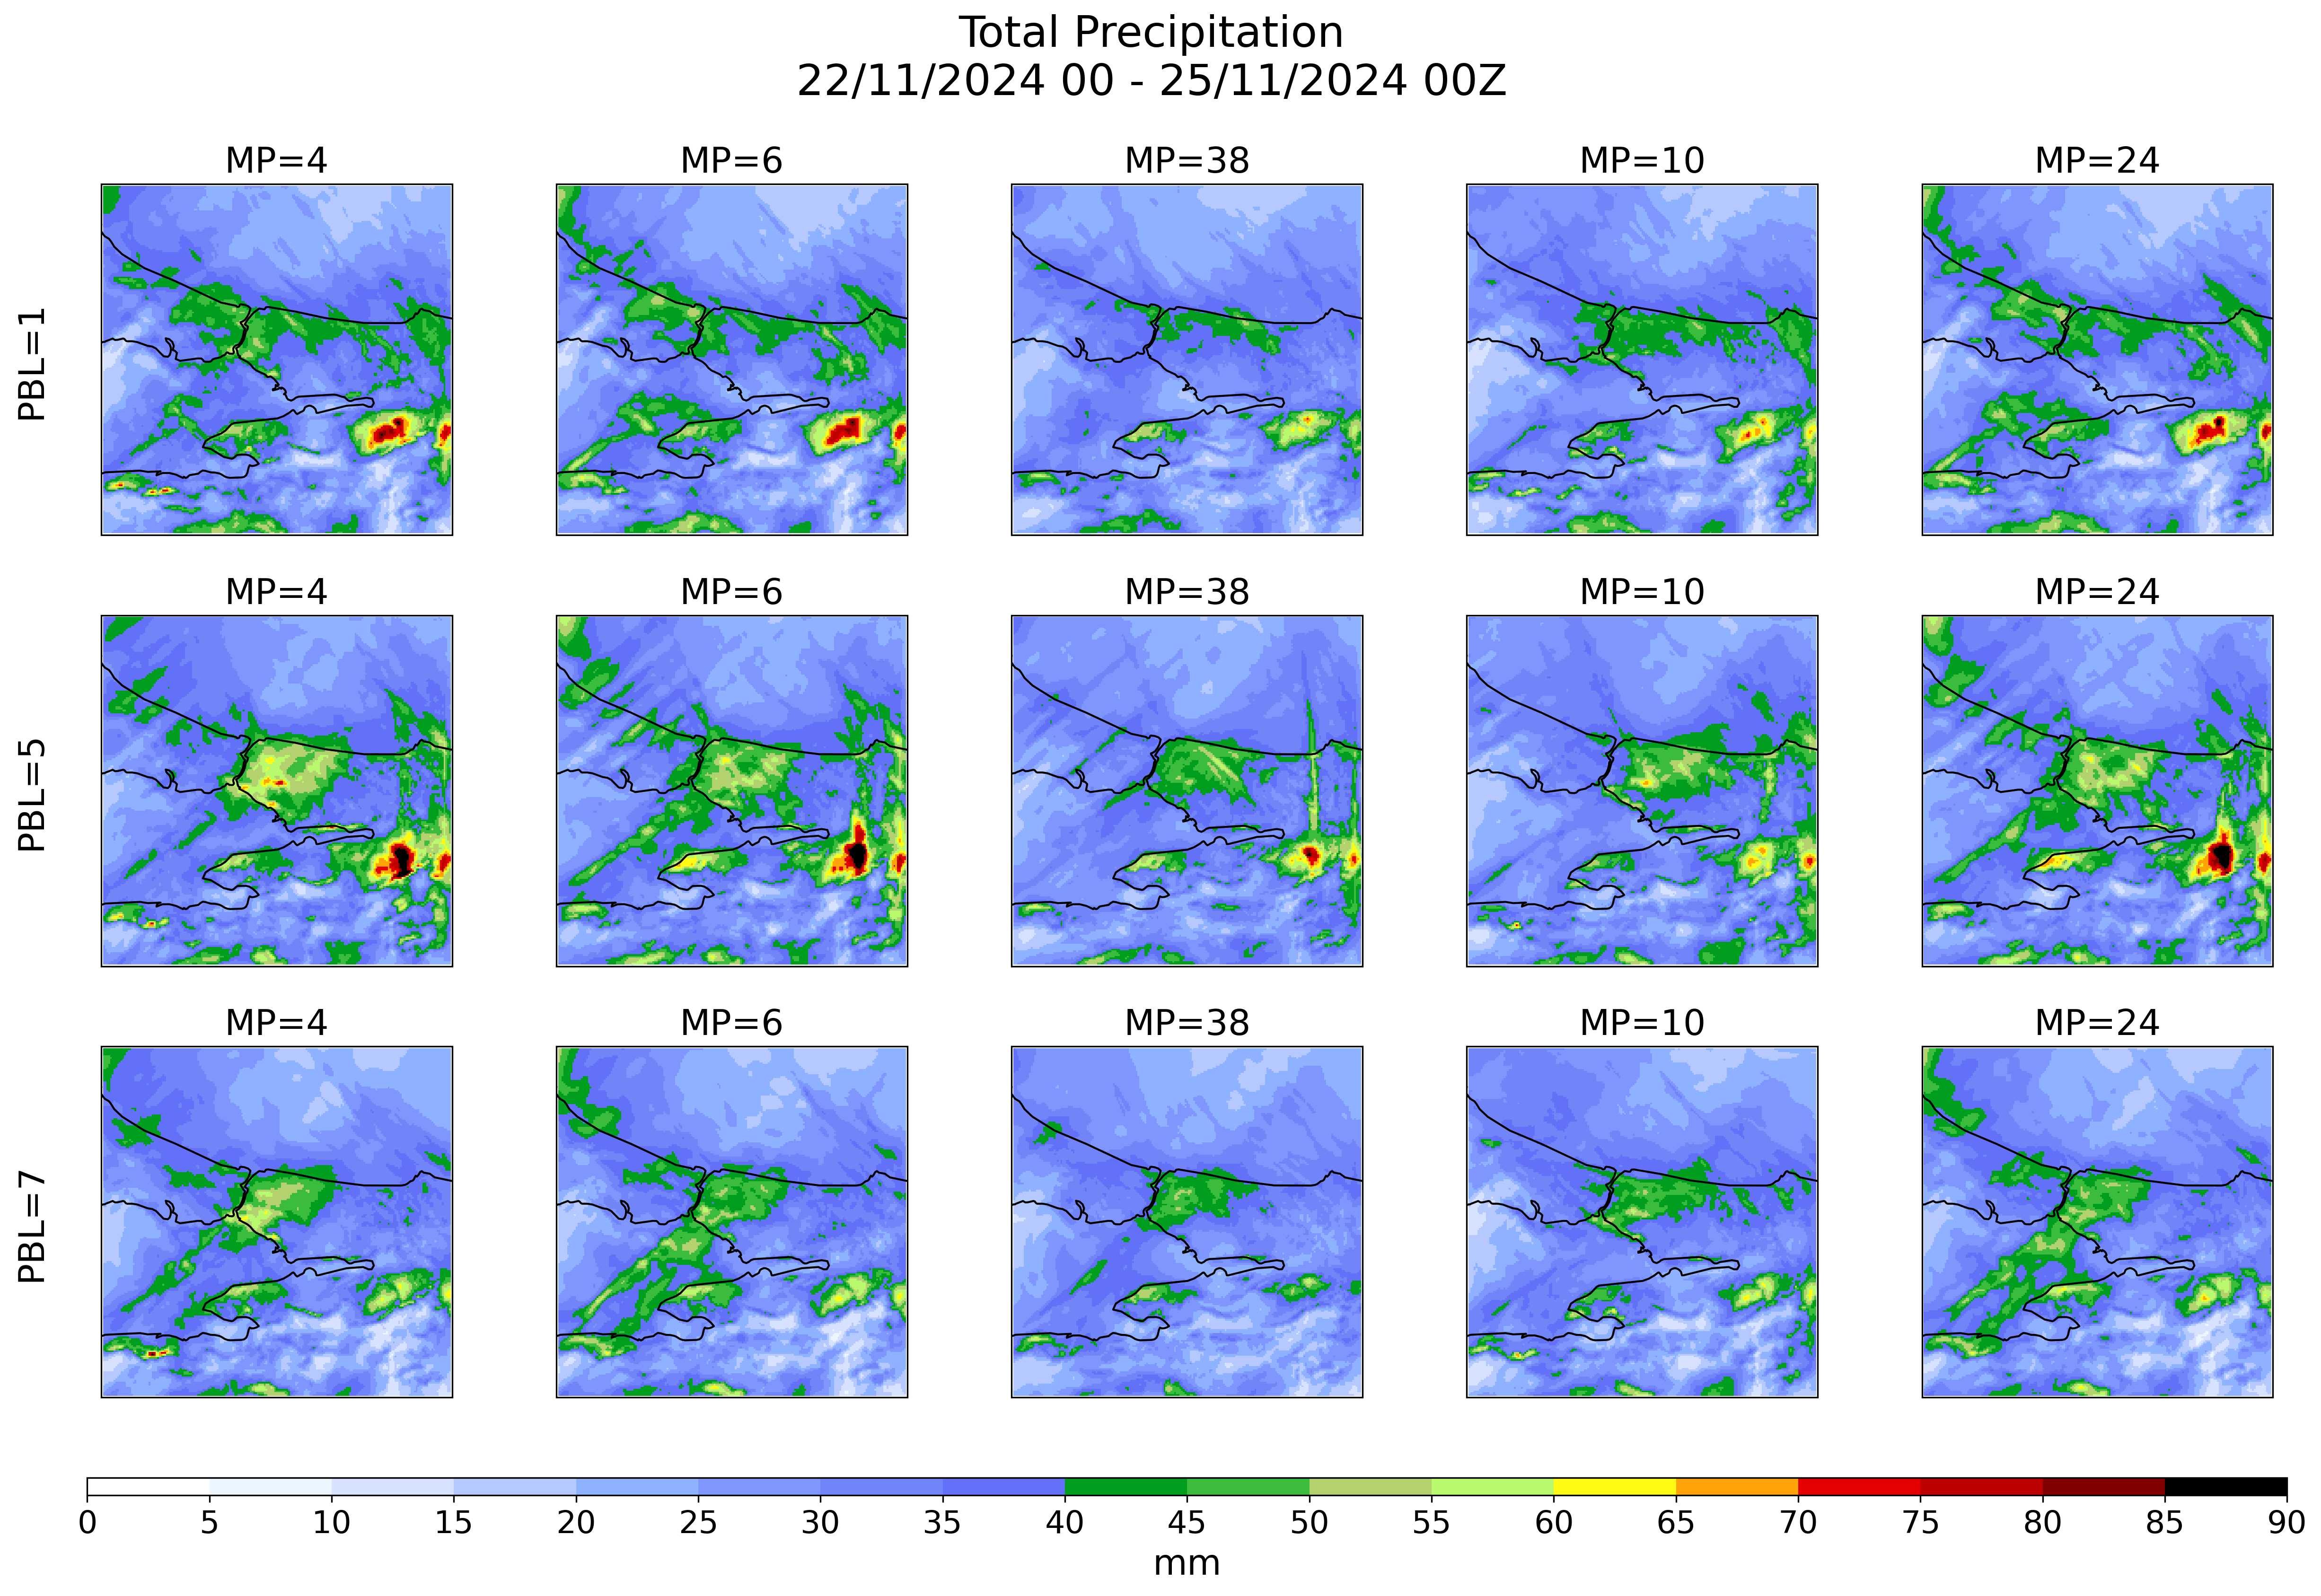 Total Precipitation
22/11/2024 00 - 25/11/2024 00Z
MP=4 MP=6 MP=38 MP=10 MP=24
PBL=1
MP=4 MP=6 MP=38 MP=10 MP=24
PBL=5
MP=4 MP=6 MP=38 MP=10 MP=24
PBL=7
0 5 10 15 20 25 30 35 40 45 50 55 60 65 70 75 80 85 90
mm